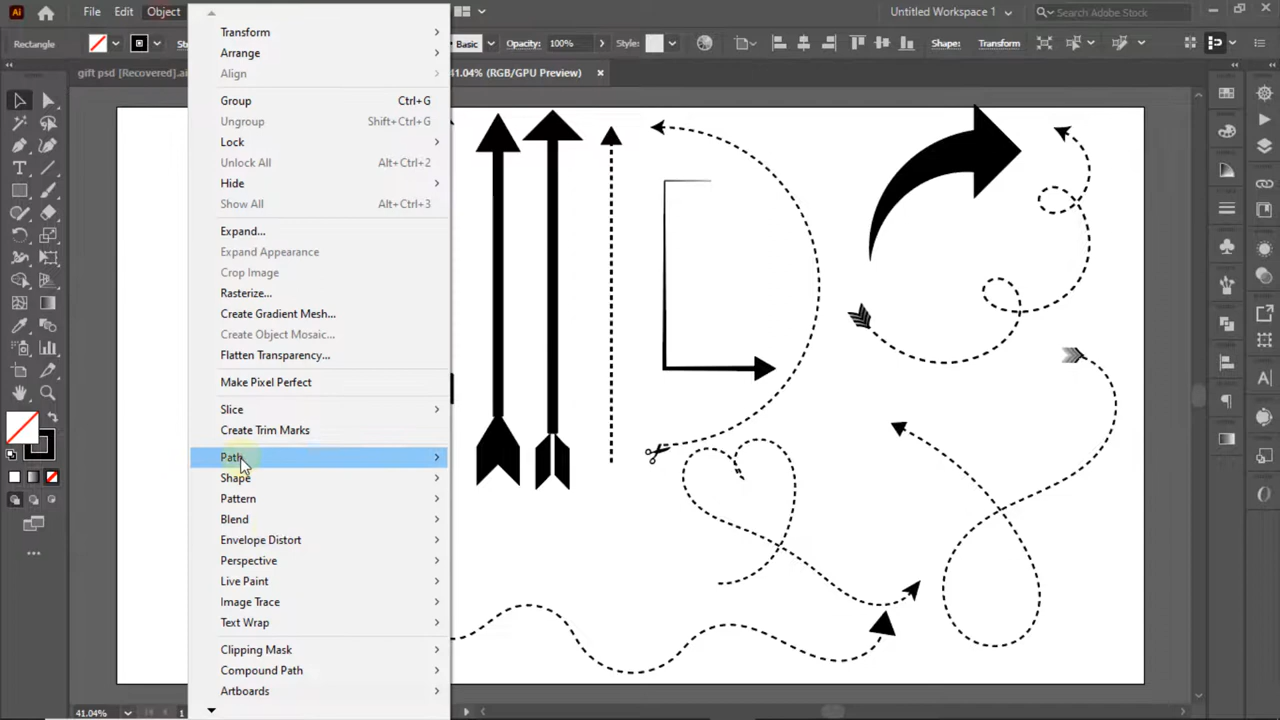 Ai File Edit Object Untitled Workspace 1 Search Adobe Stock
Rectangle Basic Opacity: 100% Style: Shape: Transform
gift psd [Recovered].ai 41.04% (RGB/GPU Preview)
Transform
Arrange
Align
Group Ctrl+G
Ungroup Shift+Ctrl+G
Lock
Unlock All Alt+Ctrl+2
Hide
Show All Alt+Ctrl+3
Expand...
Expand Appearance
Crop Image
Rasterize...
Create Gradient Mesh...
Create Object Mosaic...
Flatten Transparency...
Make Pixel Perfect
Slice
Create Trim Marks
Path
Shape
Pattern
Blend
Envelope Distort
Perspective
Live Paint
Image Trace
Text Wrap
Clipping Mask
Compound Path
Artboards
41.04% 1